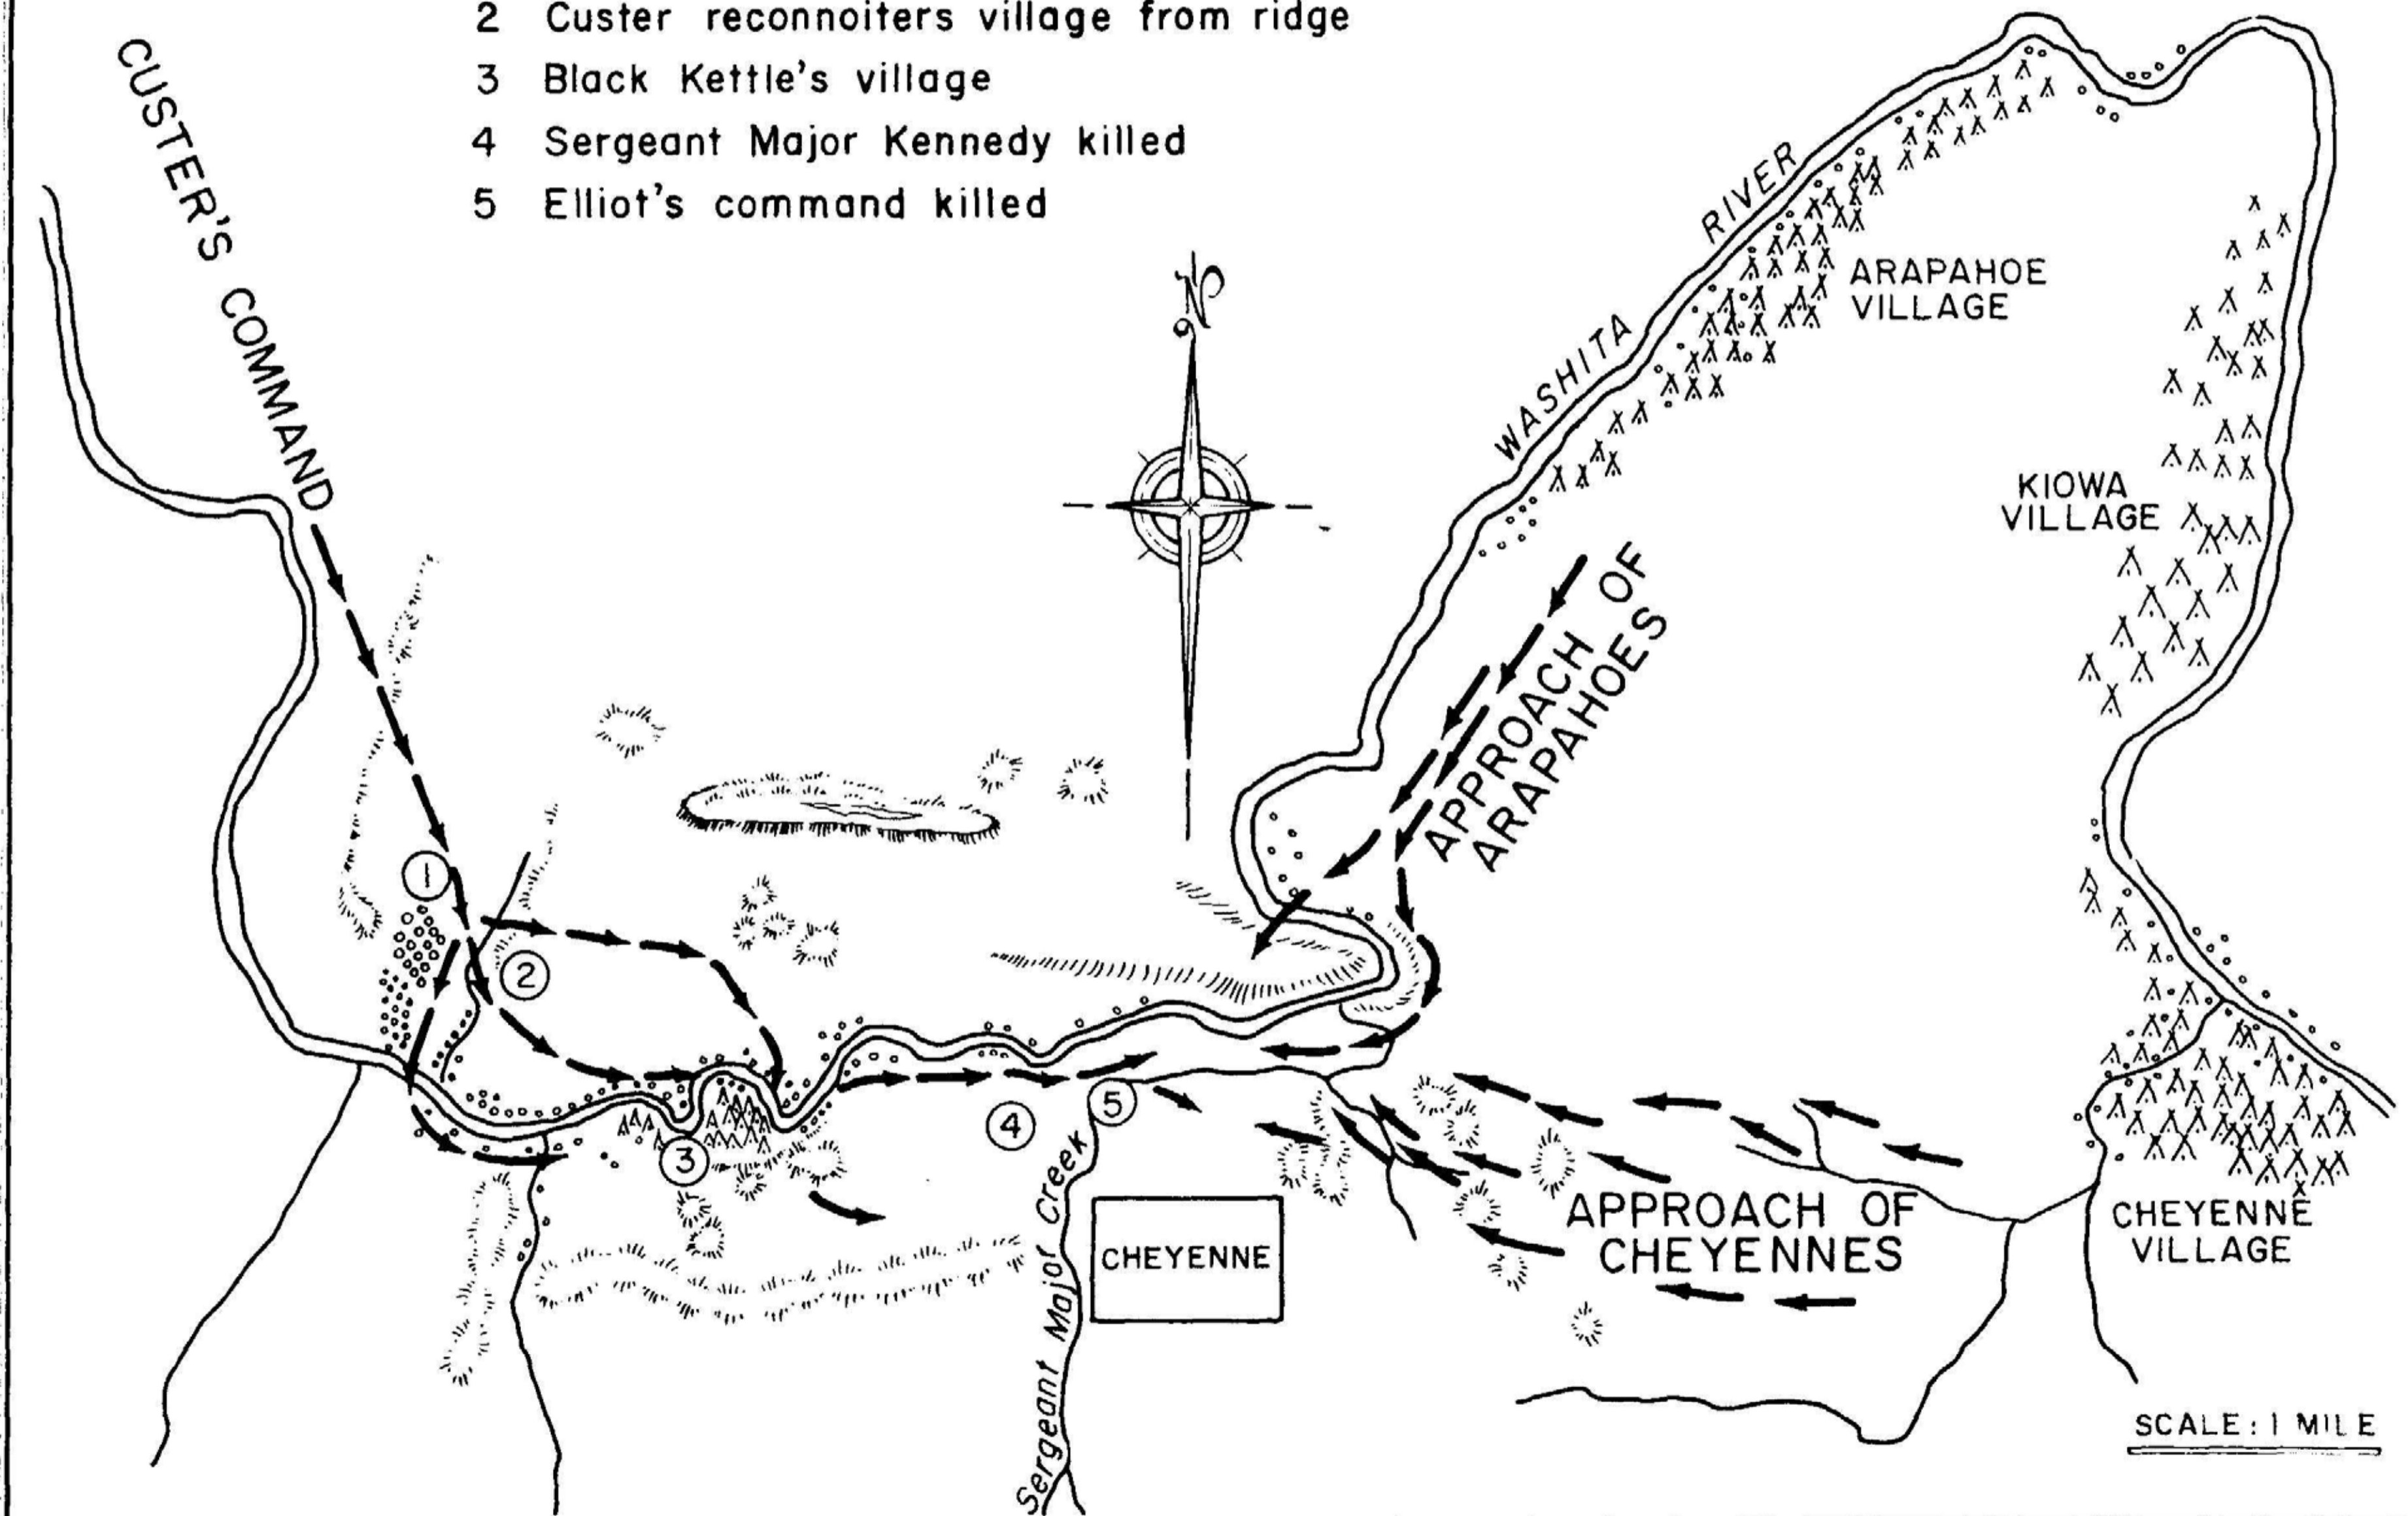 2 Custer reconnoiters village from ridge
3 Black Kettle's village
4 Sergeant Major Kennedy killed
5 Elliot's command killed
CUSTER'S COMMAND
N
WASHITA RIVER
ARAPAHOE
VILLAGE
KIOWA
VILLAGE
APPROACH OF
ARAPAHOES
1
2
3
4
5
Sergeant Major Creek
CHEYENNE
APPROACH OF
CHEYENNES
CHEYENNE
VILLAGE
SCALE: 1 MILE